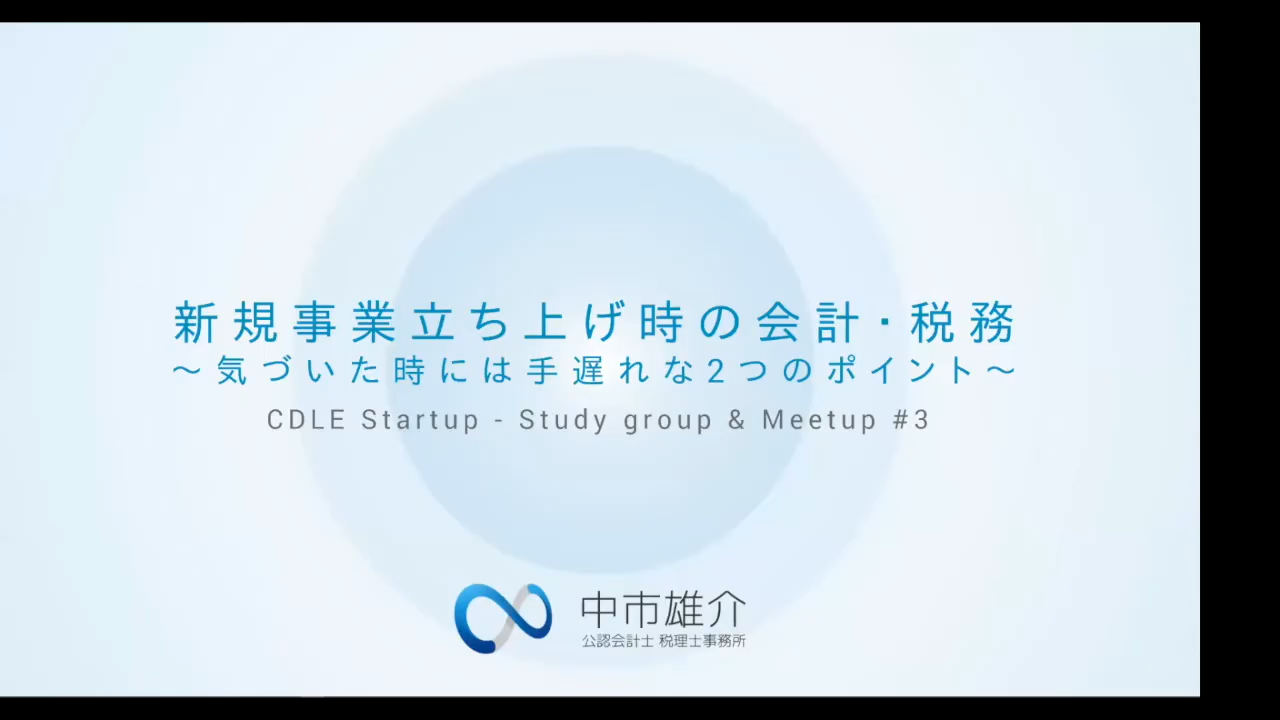 新規事業立ち上げ時の会計・税務
～気づいた時には手遅れな2つのポイント～
CDLE Startup - Study group & Meetup #3
中市雄介
公認会計士 税理士事務所